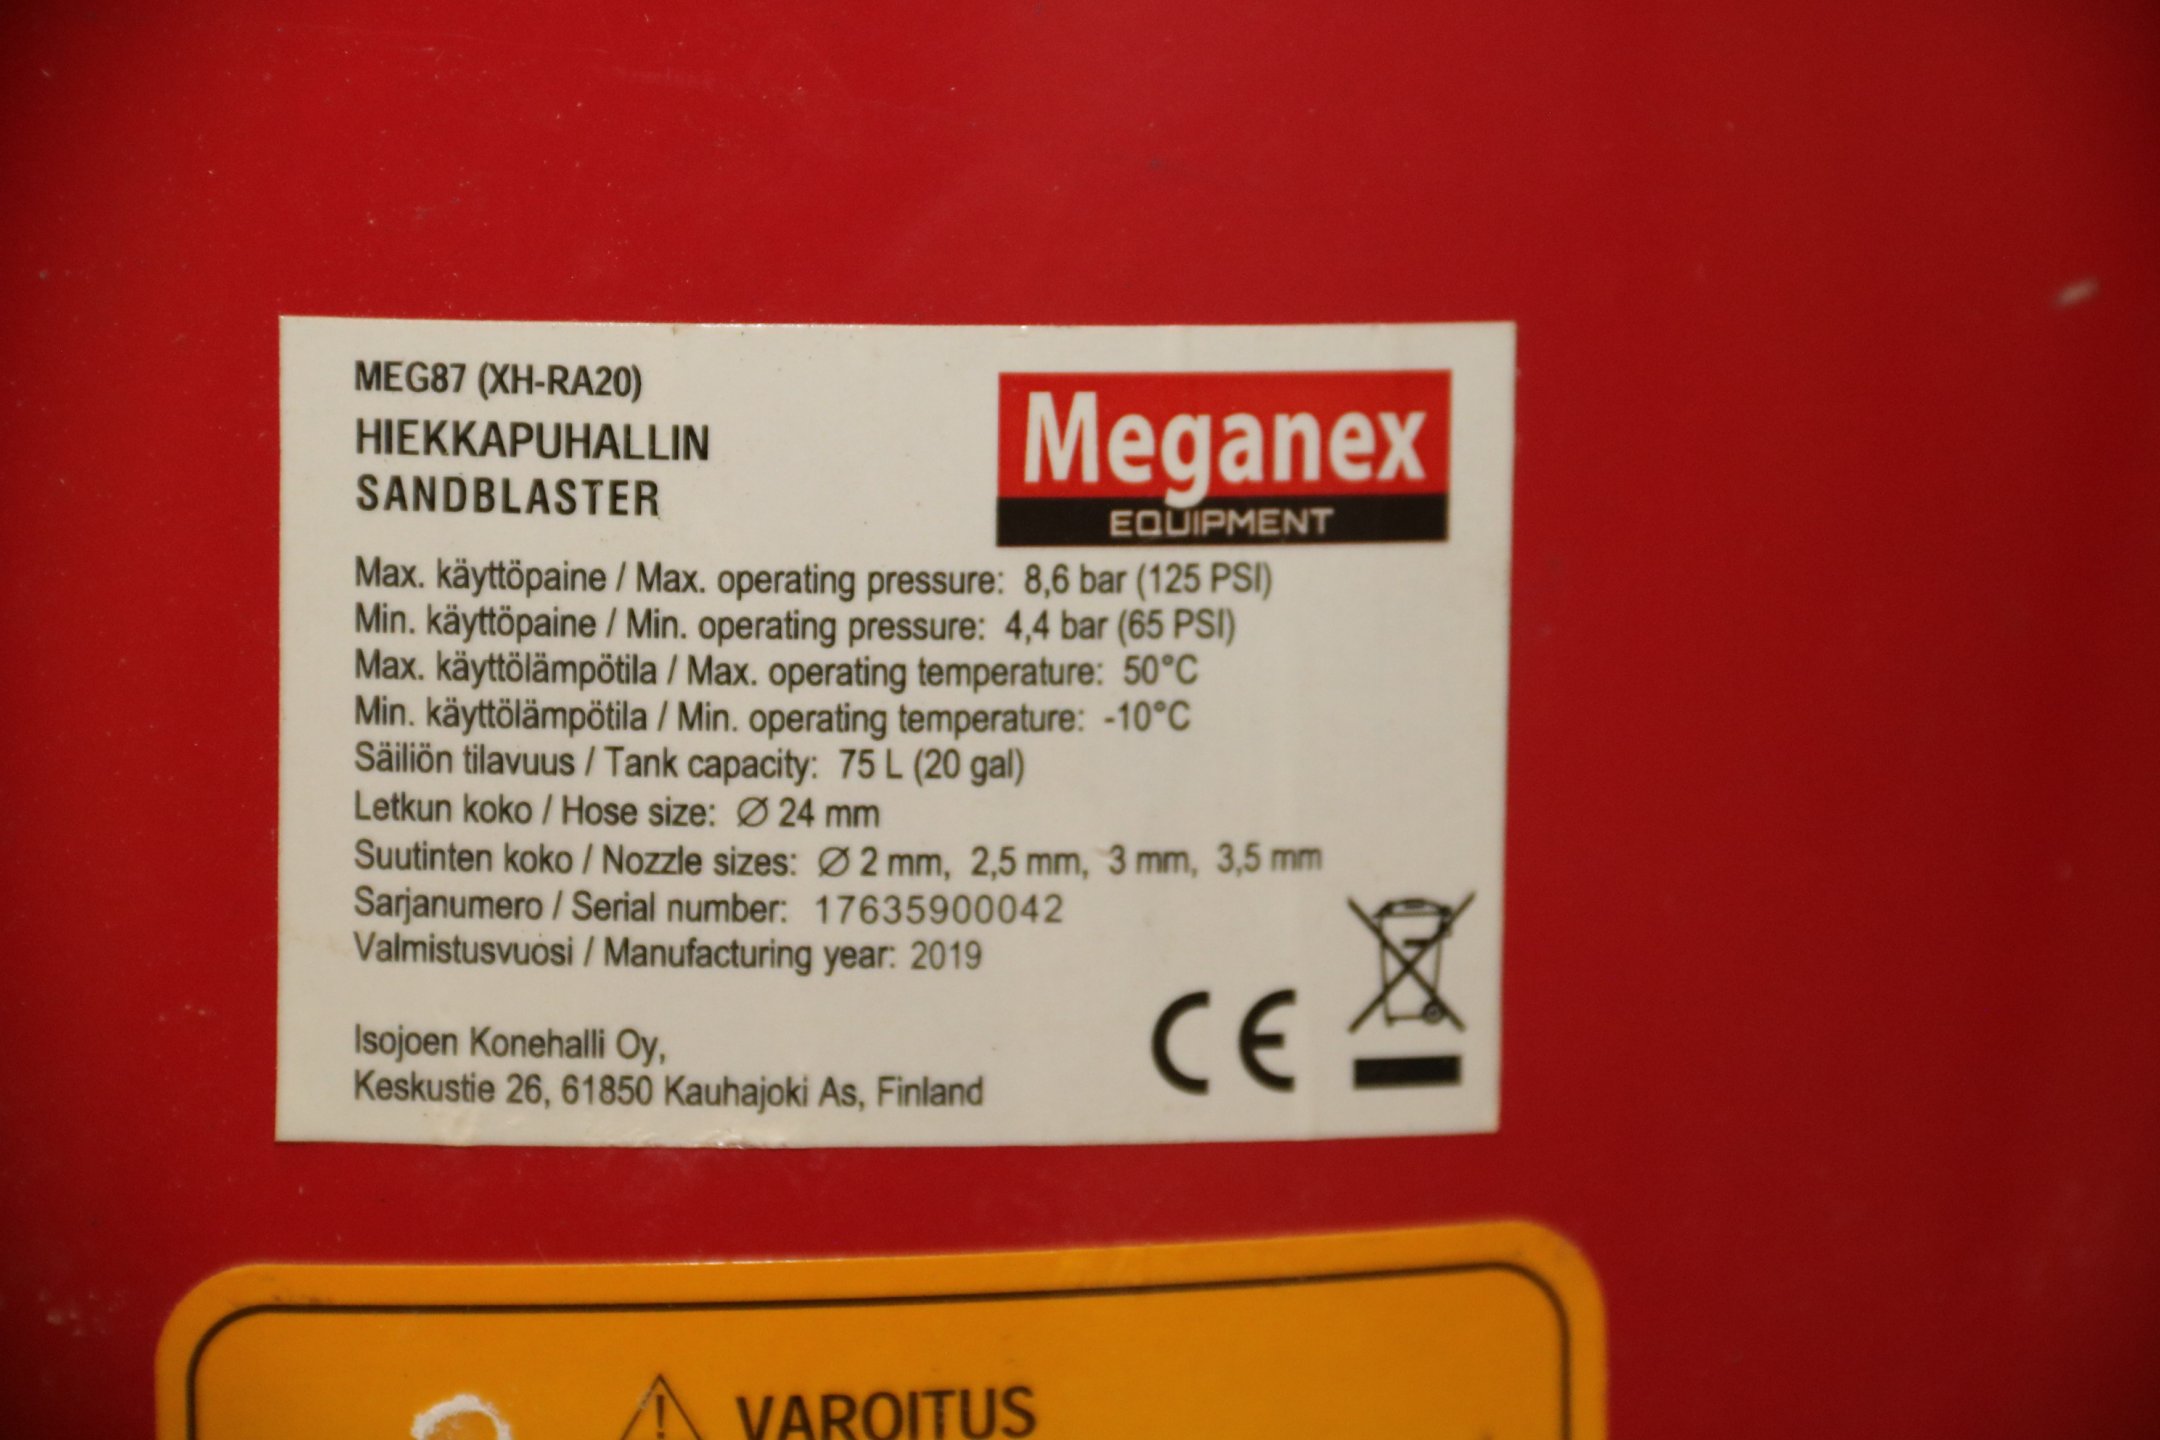 MEG87 (XH-RA20)
HIEKKAPUHALLIN
SANDBLASTER
Meganex
EQUIPMENT
Max. käyttöpaine / Max. operating pressure: 8,6 bar (125 PSI)
Min. käyttöpaine / Min. operating pressure: 4,4 bar (65 PSI)
Max. käyttölämpötila / Max. operating temperature: 50°C
Min. käyttölämpötila / Min. operating temperature: -10°C
Säiliön tilavuus / Tank capacity: 75 L (20 gal)
Letkun koko / Hose size: ∅ 24 mm
Suutinten koko / Nozzle sizes: ∅ 2 mm, 2,5 mm, 3 mm, 3,5 mm
Sarjanumero / Serial number: 17635900042
Valmistusvuosi / Manufacturing year: 2019
Isojoen Konehalli Oy,
Keskustie 26, 61850 Kauhajoki As, Finland
CE
VAROITUS